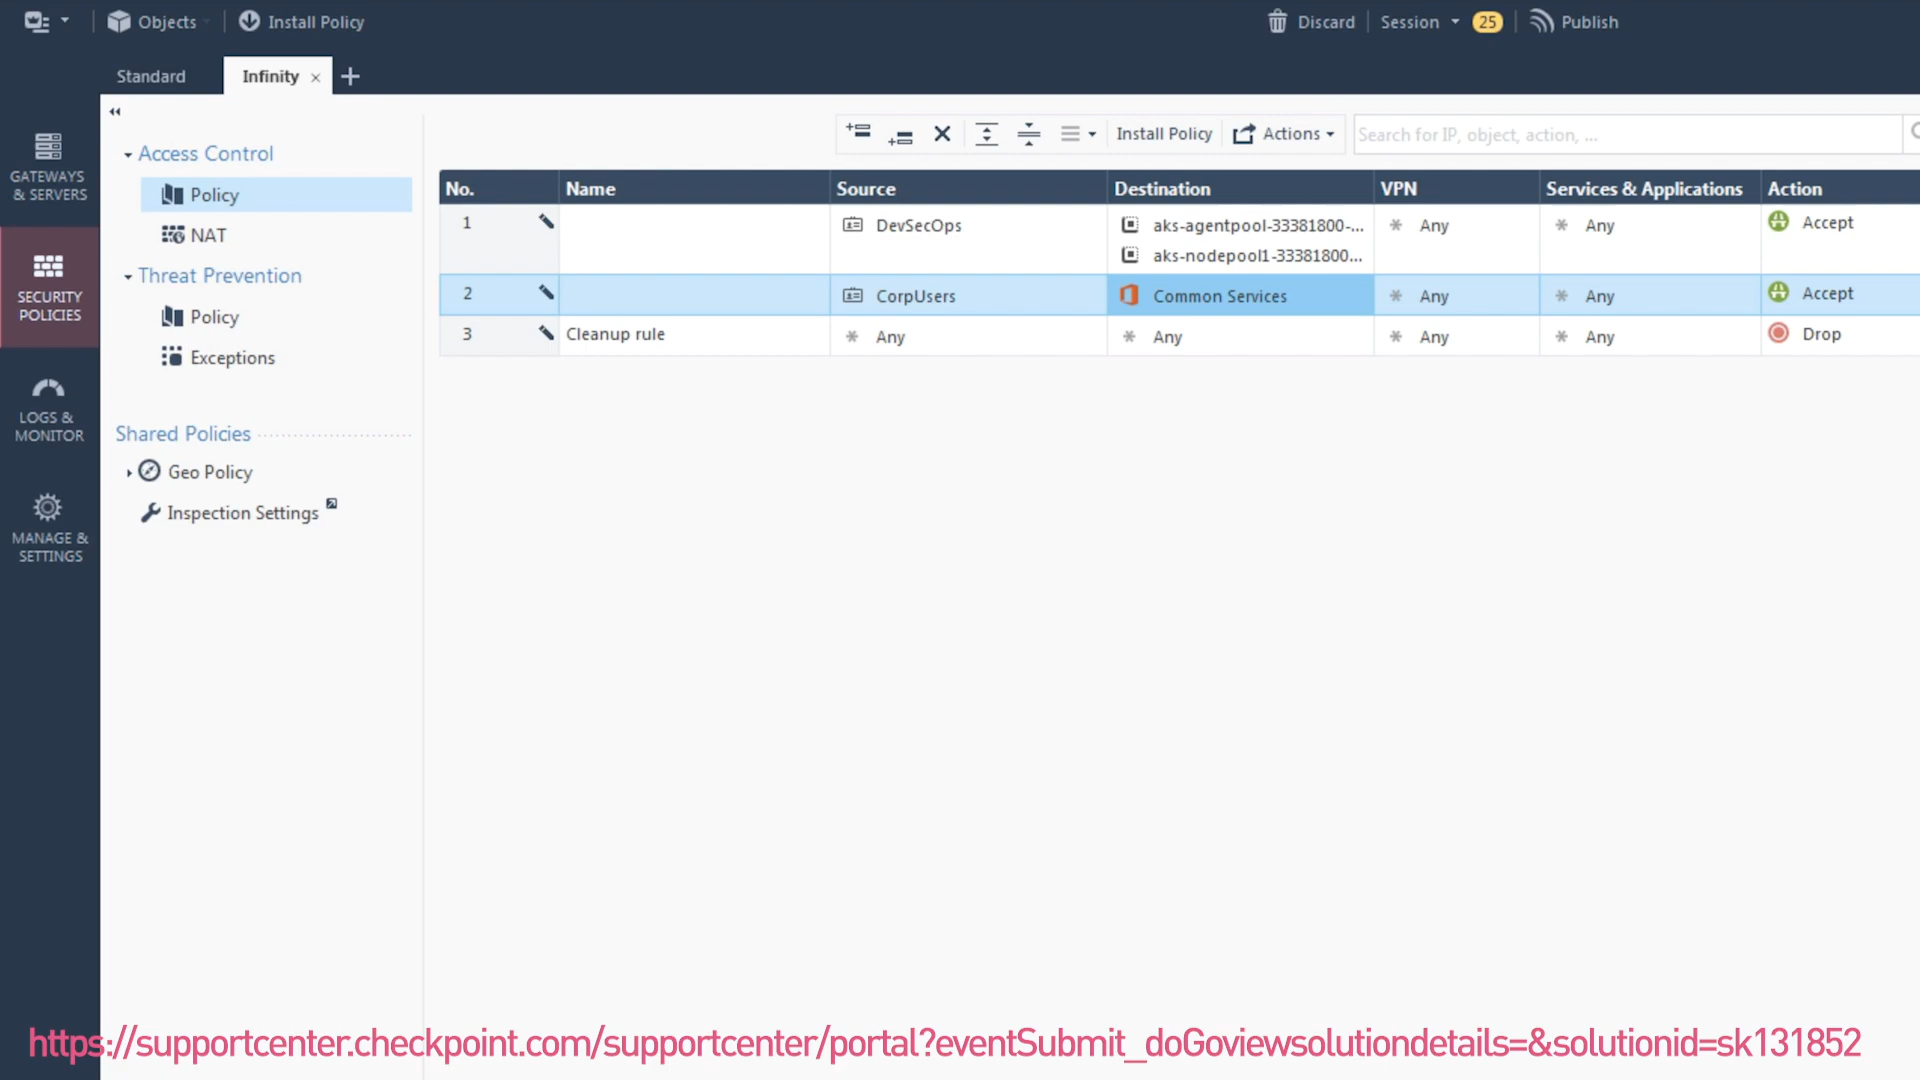 Objects Install Policy Discard Session 25 Publish
Standard Infinity
GATEWAYS
& SERVERS
SECURITY
POLICIES
LOGS &
MONITOR
MANAGE &
SETTINGS
Access Control
Policy
NAT
Threat Prevention
Policy
Exceptions
Shared Policies
Geo Policy
Inspection Settings
Install Policy Actions Search for IP, object, action, ...
No. Name Source Destination VPN Services & Applications Action
1 DevSecOps aks-agentpool-33381800-... Any Any Accept
aks-nodepool1-33381800...
2 CorpUsers Common Services Any Any Accept
3 Cleanup rule Any Any Any Any Drop
https://supportcenter.checkpoint.com/supportcenter/portal?eventSubmit_doGoviewsolutiondetails=&solutionid=sk131852